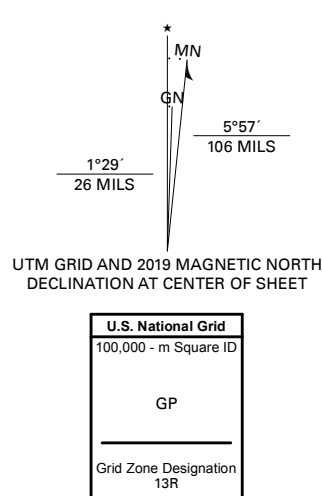 ★
MN
GN
5°57´
106 MILS
1°29´
26 MILS
UTM GRID AND 2019 MAGNETIC NORTH
DECLINATION AT CENTER OF SHEET
U.S. National Grid
100,000 - m Square ID
GP
Grid Zone Designation
13R